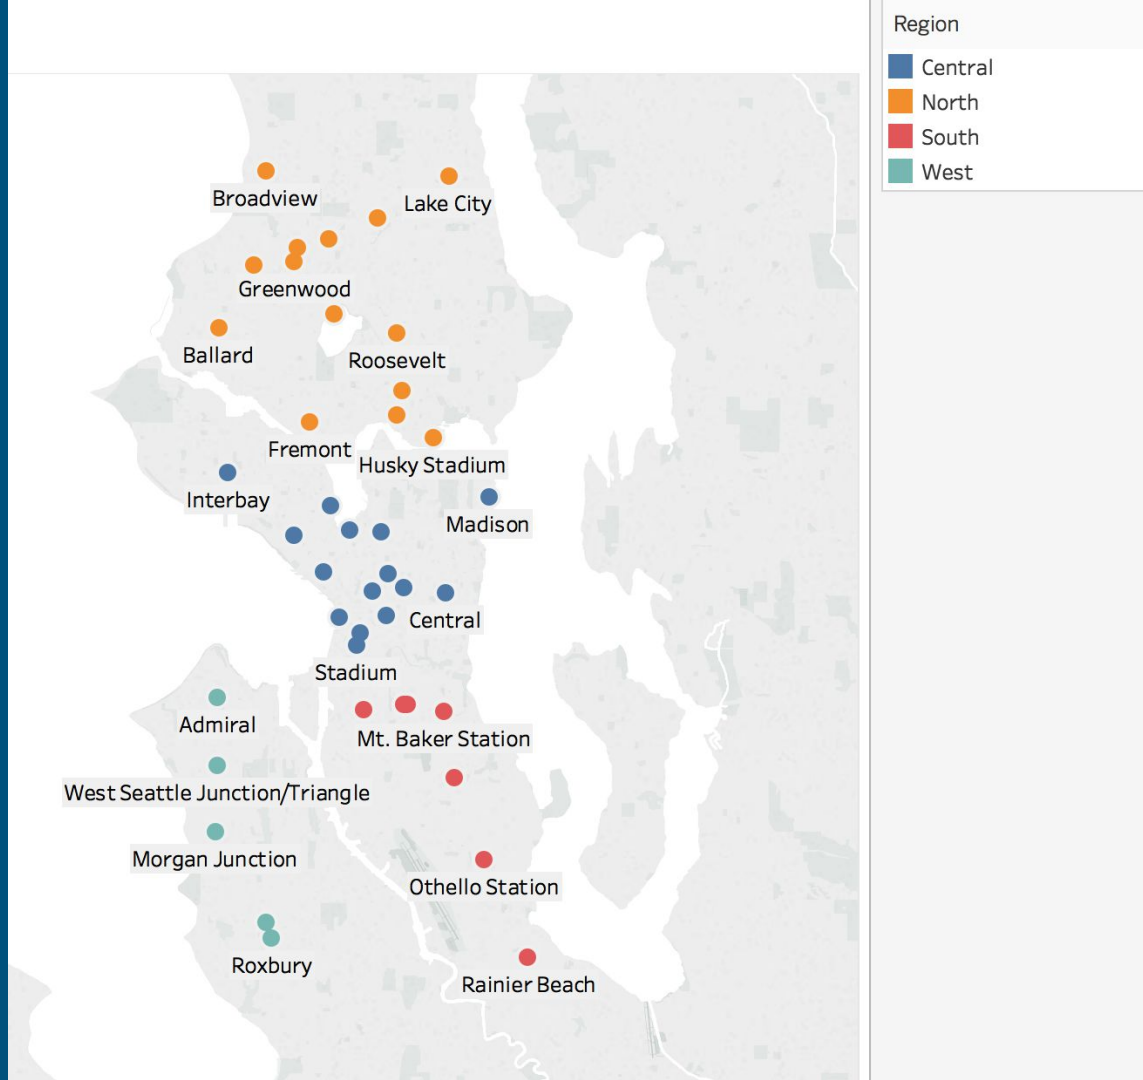 Region
Central
North
South
West
Broadview
Lake City
Greenwood
Ballard
Roosevelt
Fremont
Husky Stadium
Interbay
Madison
Central
Stadium
Admiral
Mt. Baker Station
West Seattle Junction/Triangle
Morgan Junction
Othello Station
Roxbury
Rainier Beach